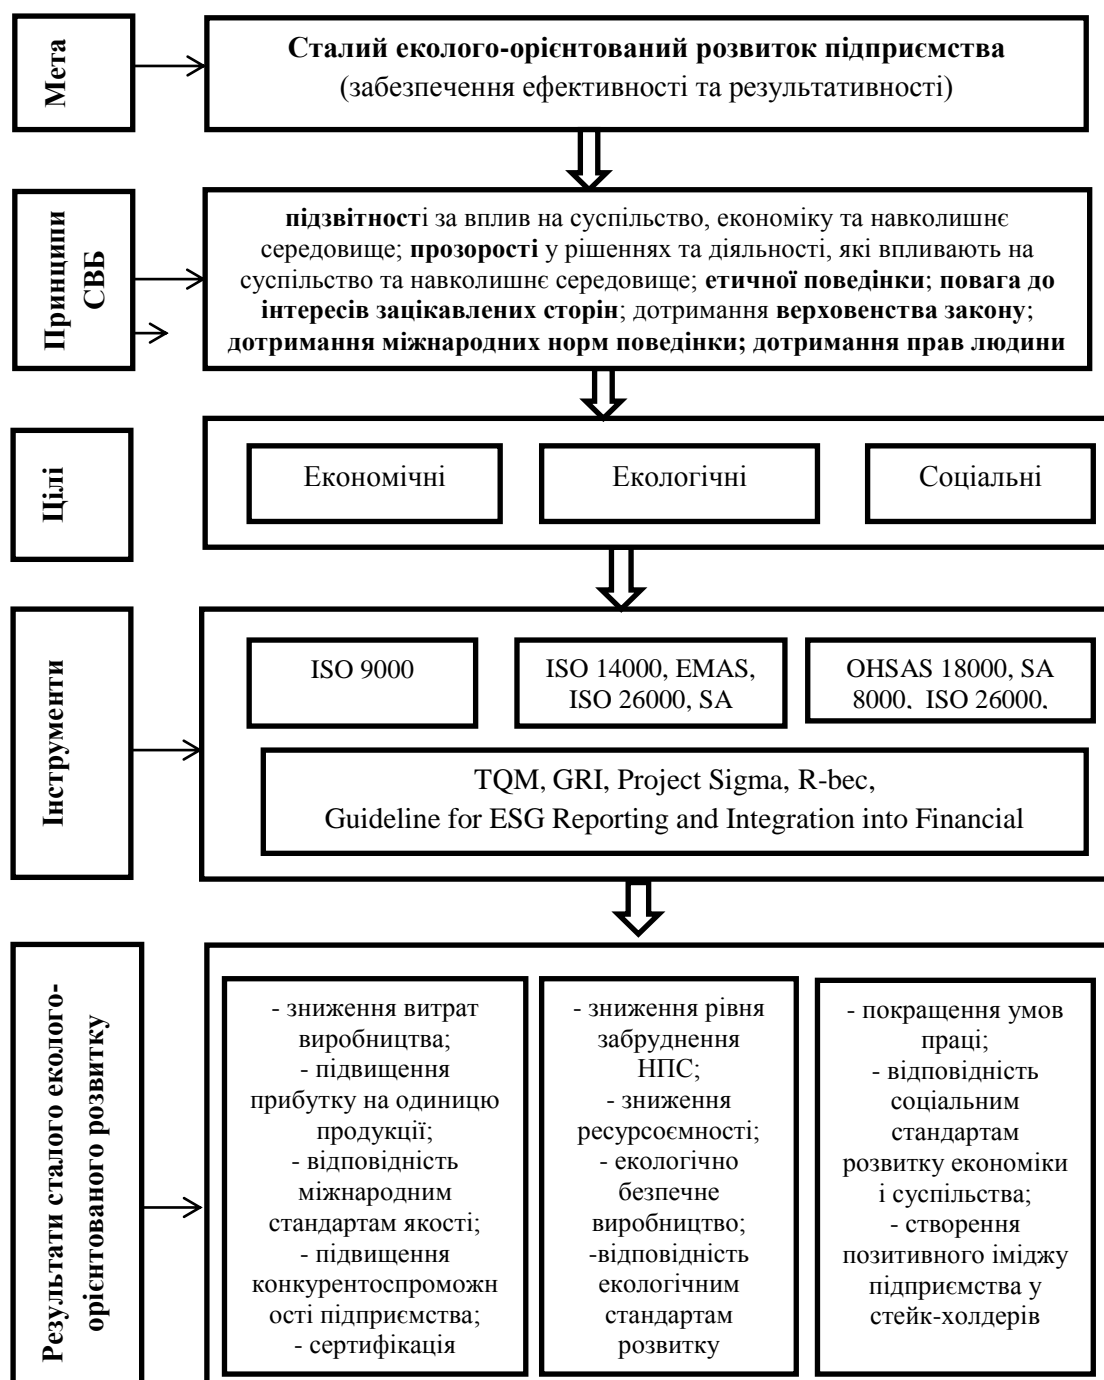 Мета
Сталий еколого-орієнтований розвиток підприємства
(забезпечення ефективності та результативності)
Принципи
СВБ
підзвітності за вплив на суспільство, економіку та навколишнє
середовище; прозорості у рішеннях та діяльності, які впливають на
суспільство та навколишнє середовище; етичної поведінки; повага до
інтересів зацікавлених сторін; дотримання верховенства закону;
дотримання міжнародних норм поведінки; дотримання прав людини
Цілі
Економічні
Екологічні
Соціальні
Інструменти
ISO 9000
ISO 14000, EMAS,
ISO 26000, SA
OHSAS 18000, SA
8000, ISO 26000,
TQM, GRI, Project Sigma, R-bec,
Guideline for ESG Reporting and Integration into Financial
Результати сталого еколого-
орієнтованого розвитку
- зниження витрат
виробництва;
- підвищення
прибутку на одиницю
продукції;
- відповідність
міжнародним
стандартам якості;
- підвищення
конкурентоспроможн
ості підприємства;
- сертифікація
- зниження рівня
забруднення
НПС;
- зниження
ресурсоємності;
- екологічно
безпечне
виробництво;
-відповідність
екологічним
стандартам
розвитку
- покращення умов
праці;
- відповідність
соціальним
стандартам
розвитку економіки
і суспільства;
- створення
позитивного іміджу
підприємства у
стейк-холдерів